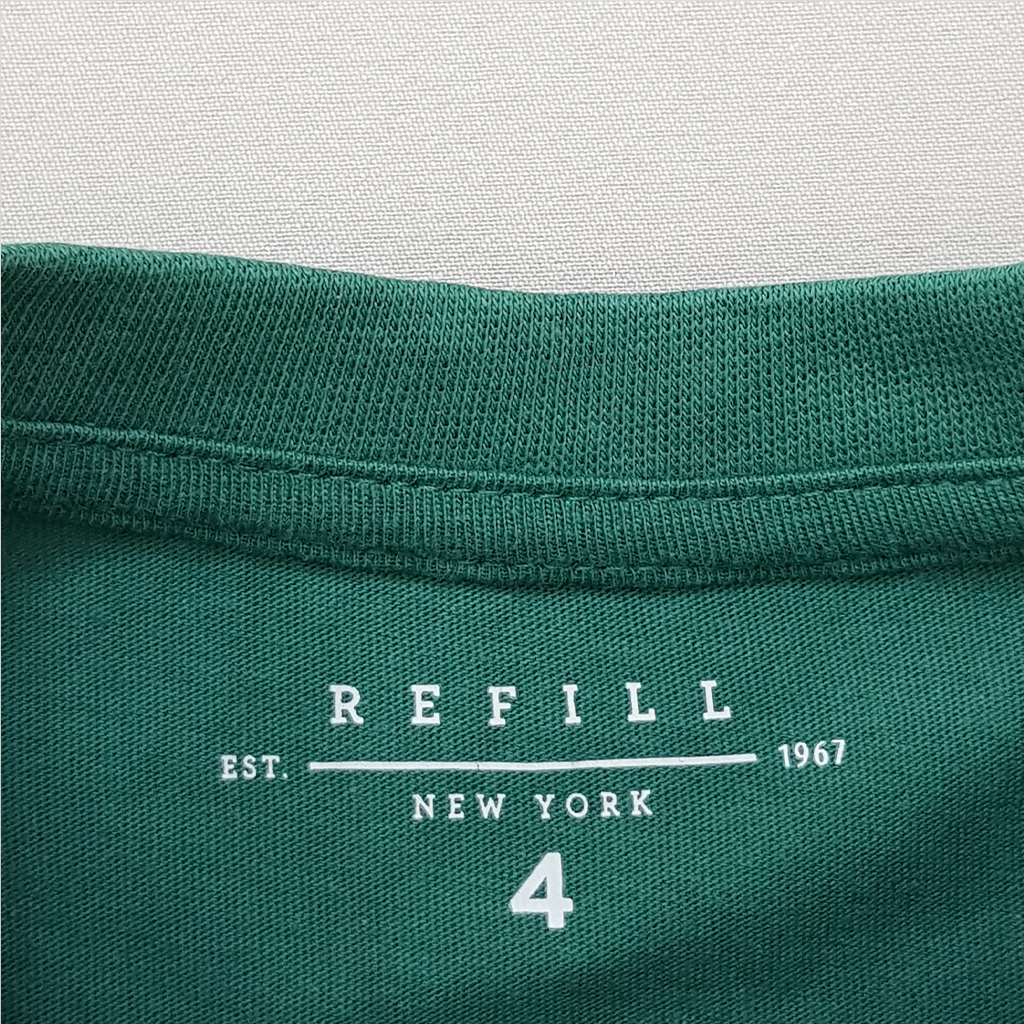 REFILL
EST. 1967
NEW YORK
4